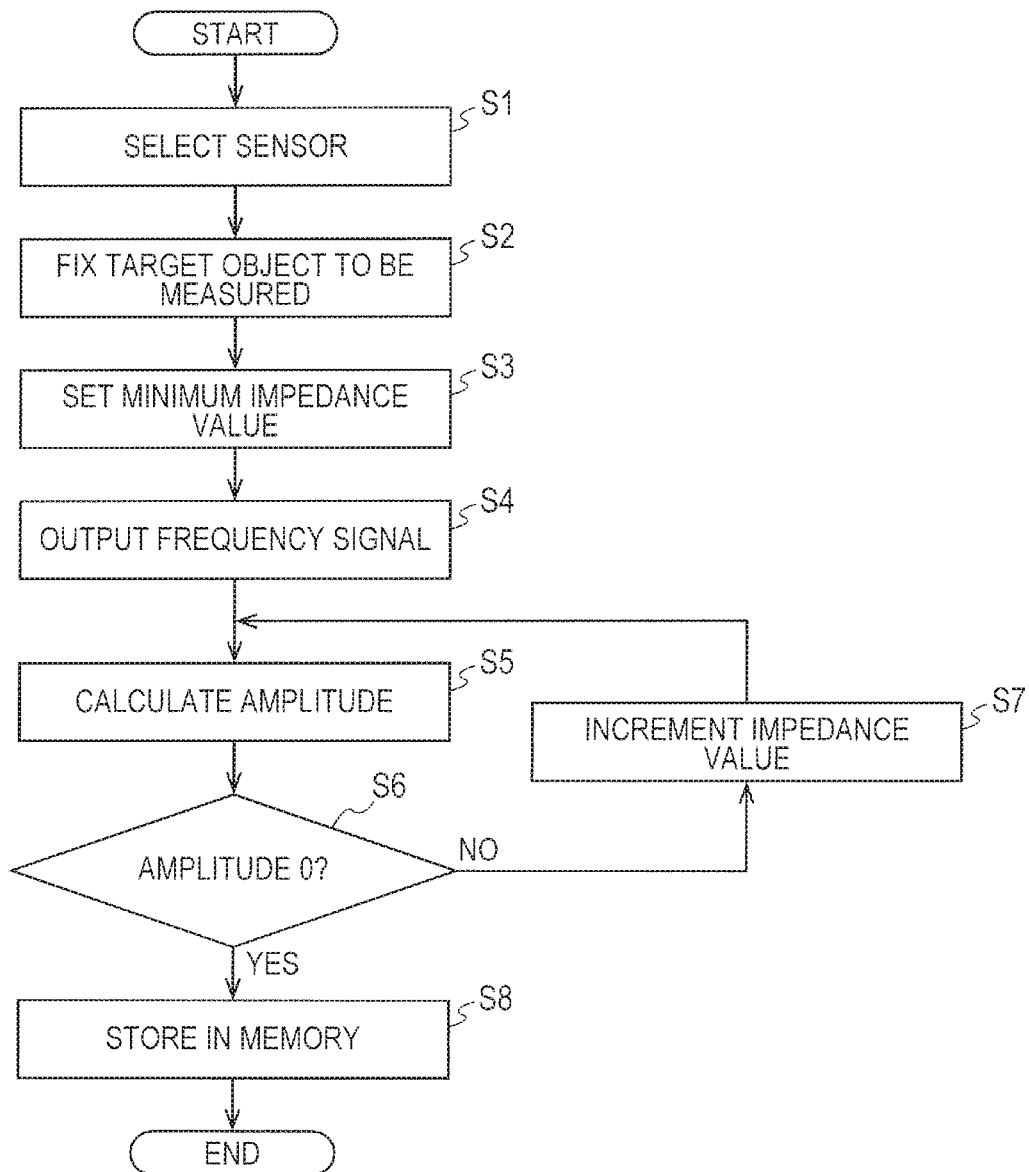 START
S1
SELECT SENSOR
S2
FIX TARGET OBJECT TO BE
MEASURED
S3
SET MINIMUM IMPEDANCE
VALUE
S4
OUTPUT FREQUENCY SIGNAL
S5
CALCULATE AMPLITUDE
S7
INCREMENT IMPEDANCE
VALUE
S6
AMPLITUDE 0?
NO
YES
S8
STORE IN MEMORY
END